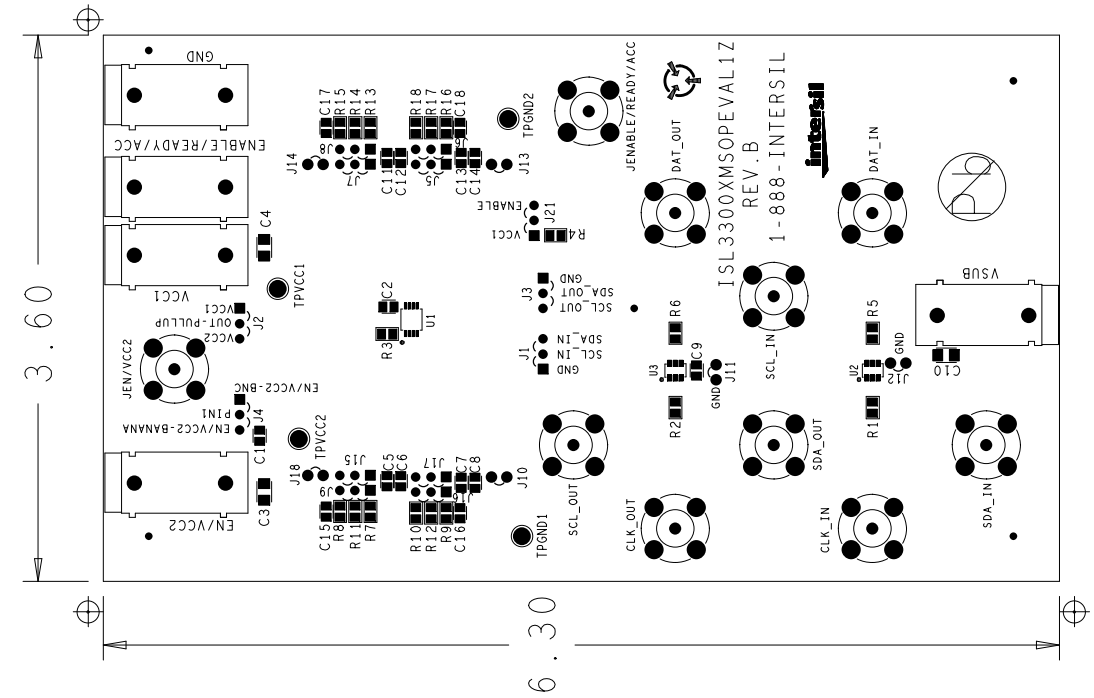 GND
ENABLE/READY/ACC
VCC1
JEN/VCC2
EN/VCC2
C4
TPVCC1
VCC1
OUT-PULLUP
VCC2
J2
EN/VCC2-BNC
PIN1
EN/VCC2-BANANA
J4
C1
C3
TPVCC2
C17
R15
R14
R13
R18
R17
R16
C18
J14
J8
J7
C11
C12
J5
J6
C13
C14
J13
TPGND2
ENABLE
VCC1
J21
R4
C2
R3
U1
GND
SDA_OUT
SCL_OUT
J3
SDA_IN
SCL_IN
GND
J1
J18
J15
J9
C5
C6
J17
J16
C7
C8
J10
C15
R8
R11
R7
R10
R12
R9
C16
TPGND1
SCL_OUT
JENABLE/READY/ACC
DAT_OUT
ISL3300XMSOPEVAL1Z
REV.B
1-888-INTERSIL
intersil
DAT_IN
Pb
VSUB
SCL_IN
R6
U3
C9
J11
GND
R2
R5
U2
GND
J12
C10
R1
SDA_OUT
SDA_IN
CLK_OUT
CLK_IN
3.60
6.30